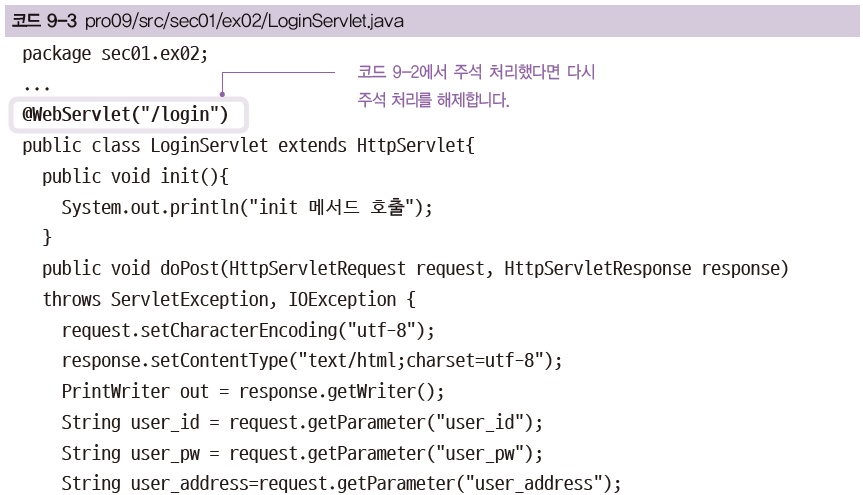 코드 9-3 pro09/src/sec01/ex02/LoginServlet.java
package sec01.ex02;
...
코드 9-2에서 주석 처리했다면 다시
주석 처리를 해제합니다.
@WebServlet("/login")
public class LoginServlet extends HttpServlet{
  public void init(){
    System.out.println("init 메서드 호출");
  }
  public void doPost(HttpServletRequest request, HttpServletResponse response)
  throws ServletException, IOException {
    request.setCharacterEncoding("utf-8");
    response.setContentType("text/html;charset=utf-8");
    PrintWriter out = response.getWriter();
    String user_id = request.getParameter("user_id");
    String user_pw = request.getParameter("user_pw");
    String user_address=request.getParameter("user_address");